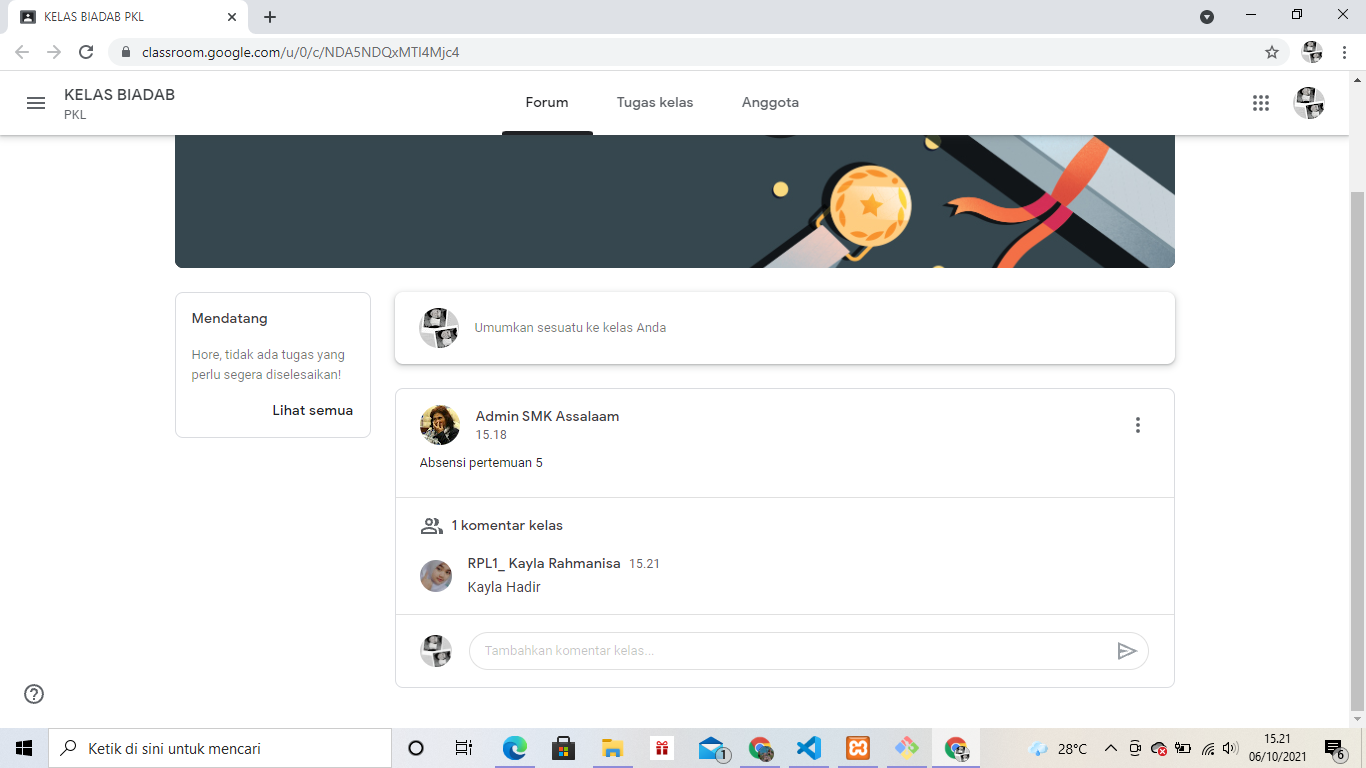 KELAS BIADAB PKL
classroom.google.com/u/0/c/NDA5NDQxMTI4Mjc4
KELAS BIADAB
PKL
Forum
Tugas kelas
Anggota
Mendatang
Hore, tidak ada tugas yang
perlu segera diselesaikan!
Lihat semua
Umumkan sesuatu ke kelas Anda
Admin SMK Assalaam
15.18
Absensi pertemuan 5
1 komentar kelas
RPL1_ Kayla Rahmanisa 15.21
Kayla Hadir
Tambahkan komentar kelas...
Ketik di sini untuk mencari
1
28°C
15.21
06/10/2021
6